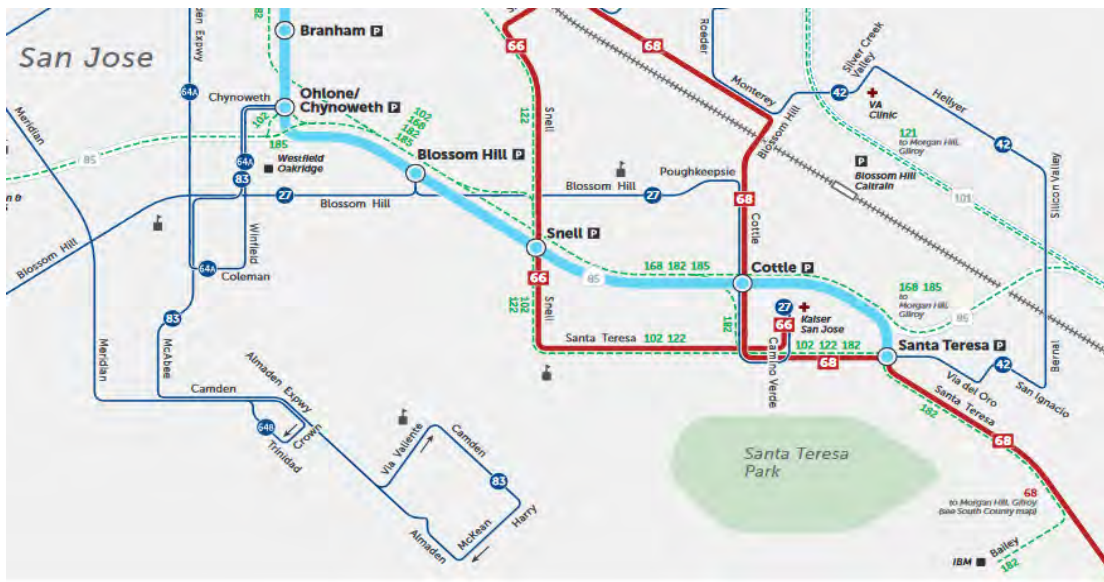 182
66
68
Roeder
Silver Creek
Valley
Branham P
San Jose
Monterey
42
VA
Clinic
Hellyer
64A
Chynoweth
Ohlone/
Chynoweth P
Meridian
122
Snell
Blossom Hill
102
168
182
185
102
185
121
to Morgan Hill,
Gilroy
42
85
64A
Westfield
Oakridge
Blossom Hill P
P
Blossom Hill
Caltrain
Poughkeepsie
Blossom Hill
83
27
Blossom Hill
27
68
101
Silicon Valley
Winfield
Cottle
Snell P
Blossom Hill
64A
Coleman
66
85
168 182 185
Cottle P
168 185
to
Morgan Hill,
Gilroy
85
83
102
122
Snell
182
27
Kaiser
San Jose
66
Meridian
McAbee
Santa Teresa 102 122
102 122 182
Santa Teresa P
Bernal
Camino Verde
68
42
Via del Oro
San Ignacio
Camden
Almaden Expwy
Santa Teresa
182
64B
Crown
Trinidad
Via Valiente
Camden
68
Santa Teresa
Park
83
68
to Morgan Hill, Gilroy
(see South County map)
Harry
McKean
Almaden
Bailey
IBM
182